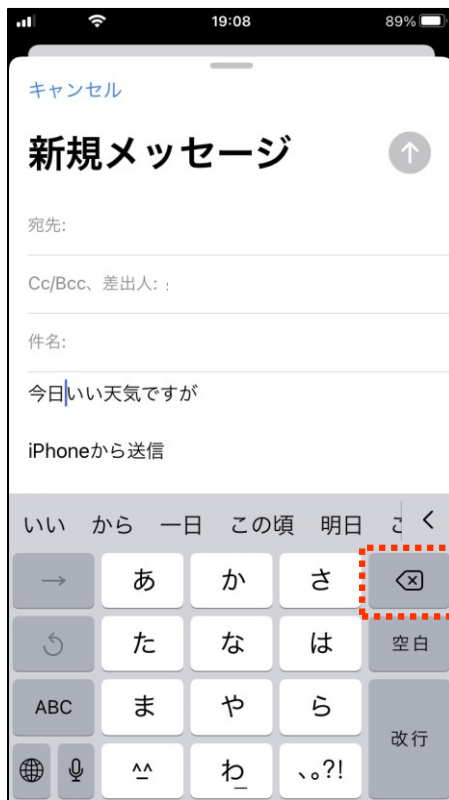 19:08 89%
キャンセル
新規メッセージ
宛先:
Cc/Bcc、差出人:
件名:
今日いい天気ですが
iPhoneから送信
いい から 一日 この頃 明日
→ あ か さ
た な は 空白
ABC ま や ら 改行
^^ わ_ 、。?!